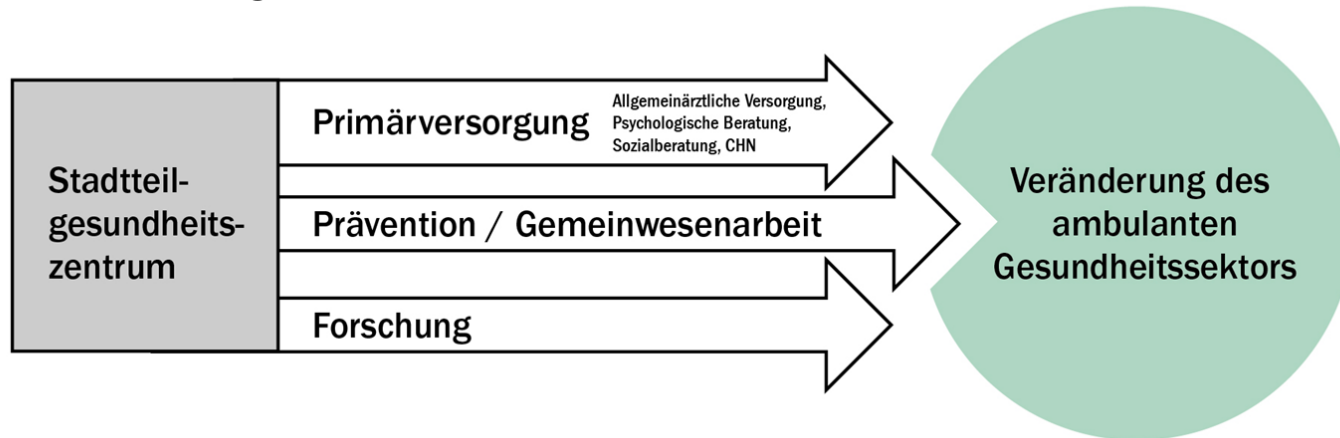 Stadtteil-
gesundheits-
zentrum
Primärversorgung
Allgemeinärztliche Versorgung,
Psychologische Beratung,
Sozialberatung, CHN
Prävention / Gemeinwesenarbeit
Forschung
Veränderung des
ambulanten
Gesundheitssektors